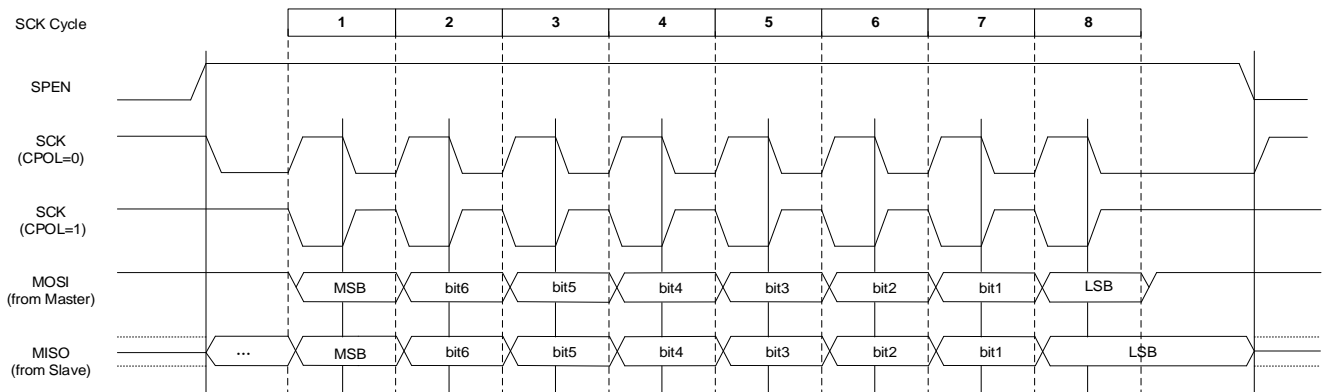 SCK Cycle 1 2 3 4 5 6 7 8
SPEN
SCK
(CPOL=0)
SCK
(CPOL=1)
MOSI
(from Master)
MSB bit6 bit5 bit4 bit3 bit2 bit1 LSB
MISO
(from Slave)
... MSB bit6 bit5 bit4 bit3 bit2 bit1 LSB